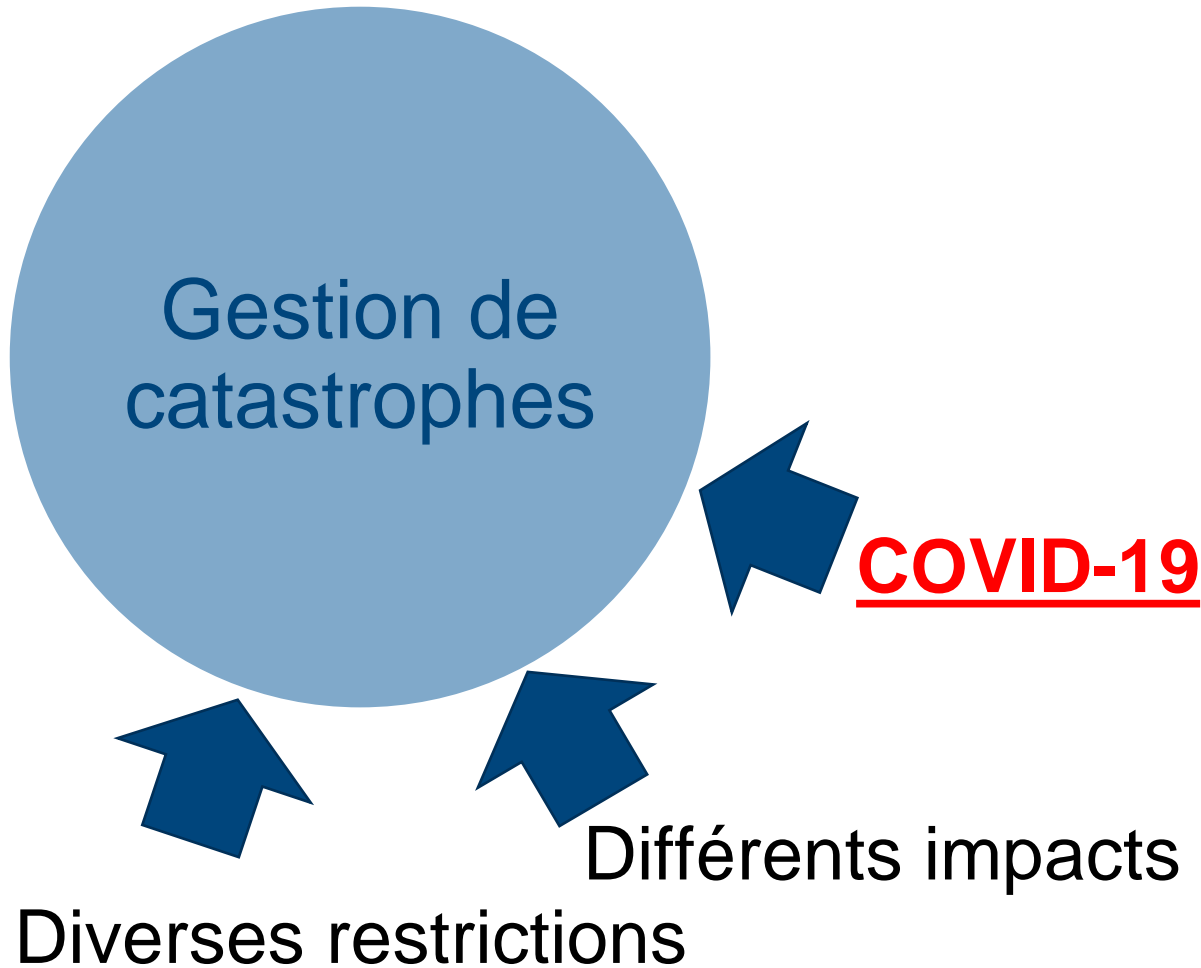 Gestion de
catastrophes
COVID-19
Différents impacts
Diverses restrictions